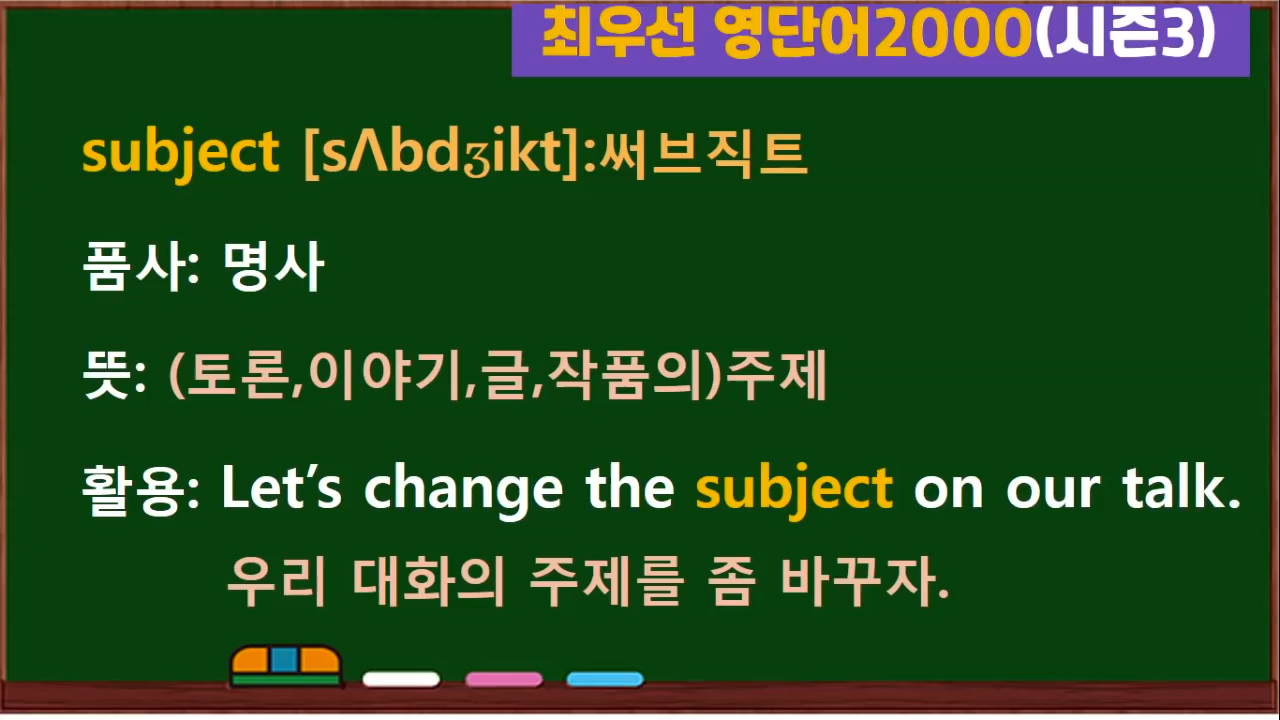 최우선 영단어2000(시즌3)
subject [sΛbdʒikt]:써브직트
품사: 명사
뜻: (토론,이야기,글,작품의)주제
활용: Let’s change the subject on our talk.
우리 대화의 주제를 좀 바꾸자.